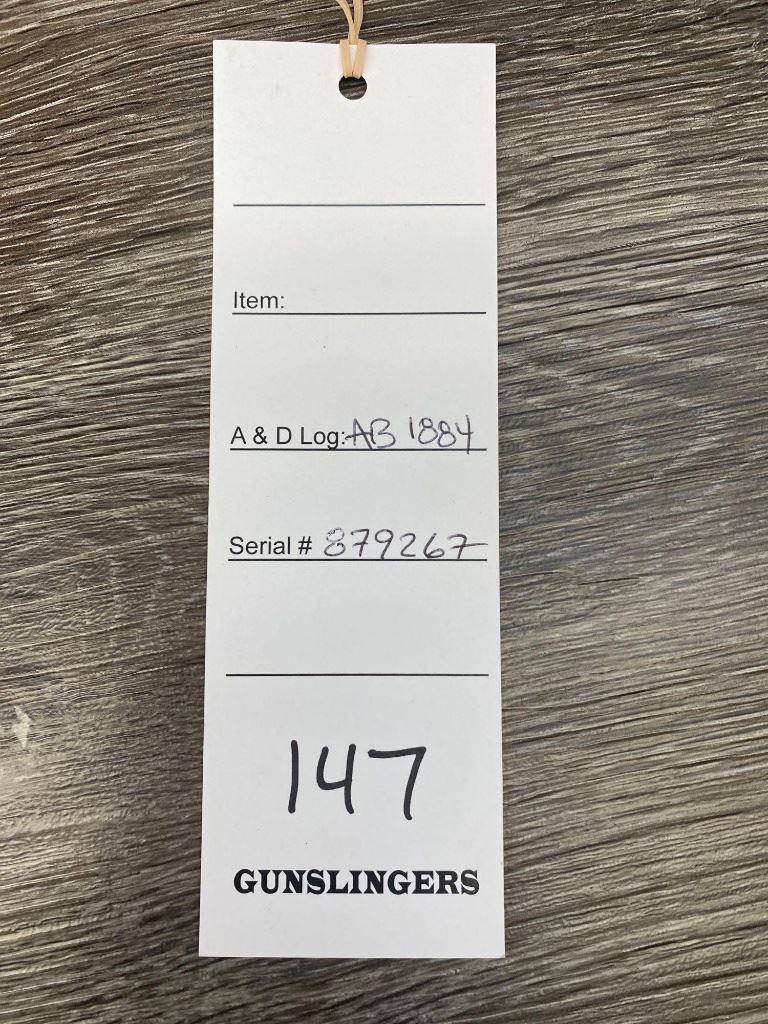 Item:
A & D Log: AB 1884
Serial # 879267
147
GUNSLINGERS